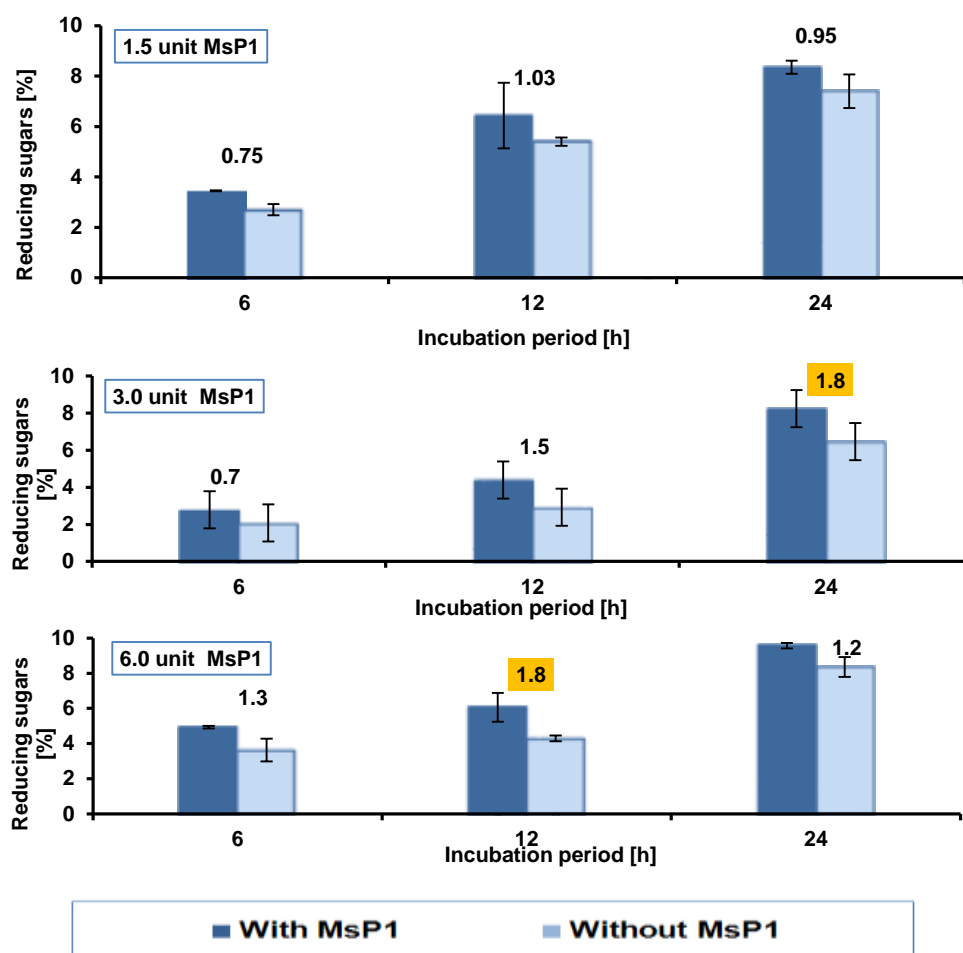 10
1.5 unit MsP1
0.95
8
1.03
6
0.75
4
2
0
Reducing sugars [%]
6 12 24
Incubation period [h]
10
3.0 unit  MsP1
1.8
8
6
1.5
0.7
4
2
0
Reducing sugars
[%]
6 12 24
Incubation period [h]
10
6.0 unit  MsP1
1.2
8
1.8
1.3
6
4
2
0
Reducing sugars
[%]
6 12 24
Incubation period [h]
With MsP1 Without MsP1